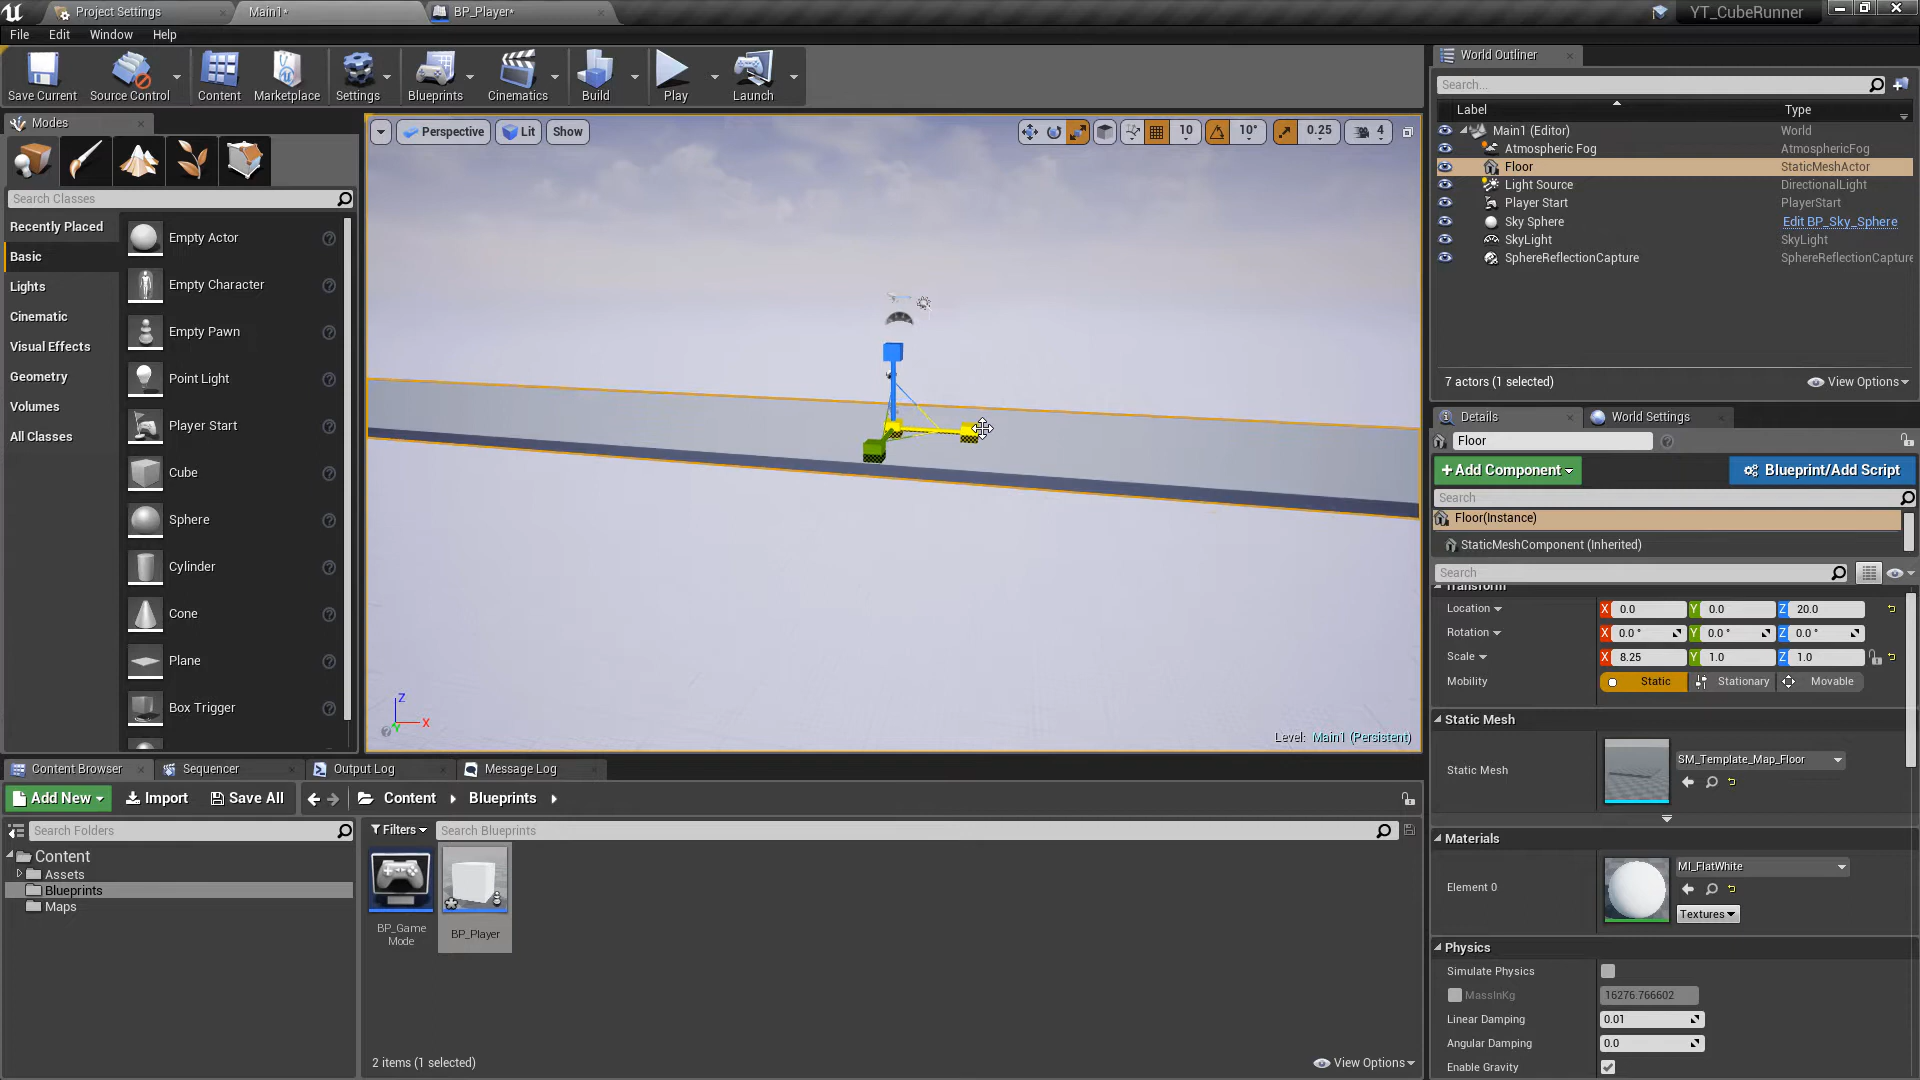 Project Settings
Main1*
BP_Player*
YT_CubeRunner
File
Edit
Window
Help
Save Current
Source Control
Content
Marketplace
Settings
Blueprints
Cinematics
Build
Play
Launch
Modes
Search Classes
Recently Placed
Basic
Lights
Cinematic
Visual Effects
Geometry
Volumes
All Classes
Empty Actor
Empty Character
Empty Pawn
Point Light
Player Start
Cube
Sphere
Cylinder
Cone
Plane
Box Trigger
Perspective
Lit
Show
10
10°
0.25
4
Z
X
Level: Main1 (Persistent)
World Outliner
Search...
Label
Type
Main1 (Editor)
World
Atmospheric Fog
AtmosphericFog
Floor
StaticMeshActor
Light Source
DirectionalLight
Player Start
PlayerStart
Sky Sphere
Edit BP_Sky_Sphere
SkyLight
SkyLight
SphereReflectionCapture
SphereReflectionCapture
7 actors (1 selected)
View Options
Details
World Settings
Floor
+Add Component
Blueprint/Add Script
Search
Floor(Instance)
StaticMeshComponent (Inherited)
Search
Transform
Location
X 0.0 Y 0.0 Z 20.0
Rotation
X 0.0 ° Y 0.0 ° Z 0.0 °
Scale
X 8.25 Y 1.0 Z 1.0
Mobility
Static
Stationary
Movable
Static Mesh
Static Mesh
SM_Template_Map_Floor
Materials
Element 0
MI_FlatWhite
Textures
Physics
Simulate Physics
MassInKg
16276.766602
Linear Damping
0.01
Angular Damping
0.0
Enable Gravity
Content Browser
Sequencer
Output Log
Message Log
Add New
Import
Save All
Content
Blueprints
Search Folders
Filters
Search Blueprints
Content
Assets
Blueprints
Maps
BP_Game
Mode
BP_Player
2 items (1 selected)
View Options